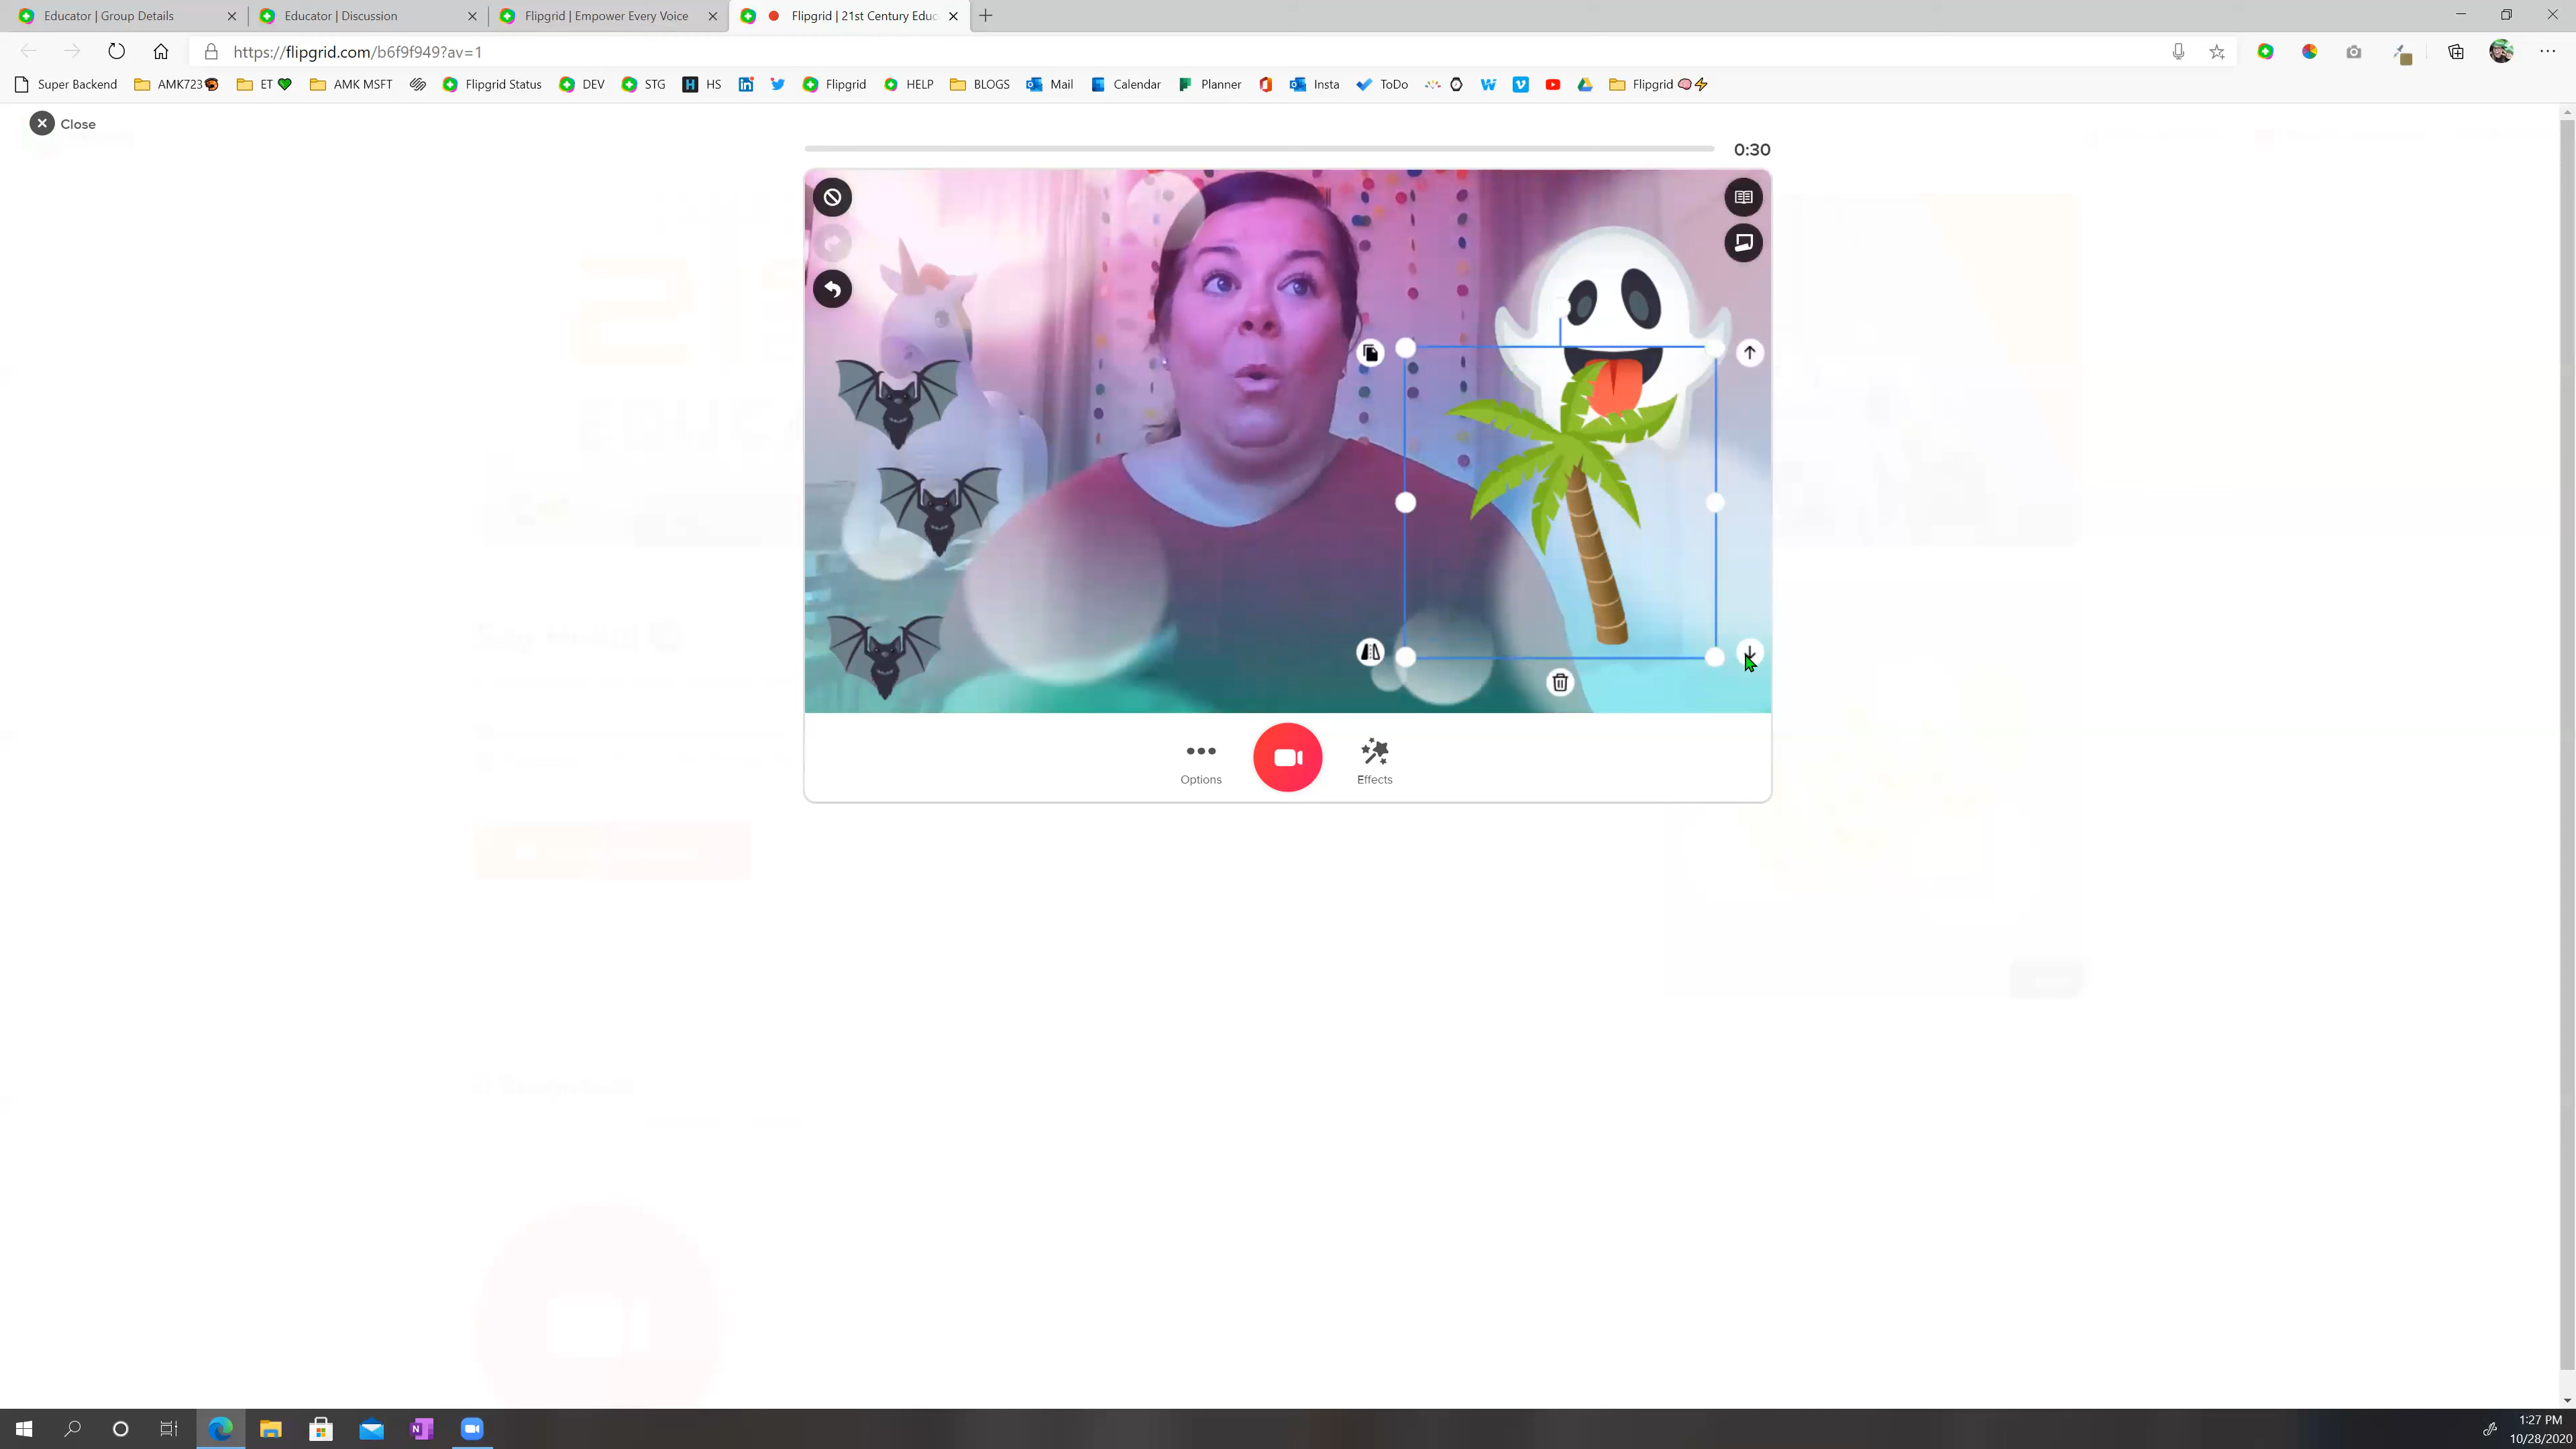 Educator | Group Details
Educator | Discussion
Flipgrid | Empower Every Voice
Flipgrid | 21st Century Educ
https://flipgrid.com/b6f9f949?av=1
Super Backend
AMK723
ET
AMK MSFT
Flipgrid Status
DEV
STG
HS
Flipgrid
HELP
BLOGS
Mail
Calendar
Planner
Insta
ToDo
Flipgrid
Close
0:30
Options
Effects
1:27 PM
10/28/2020